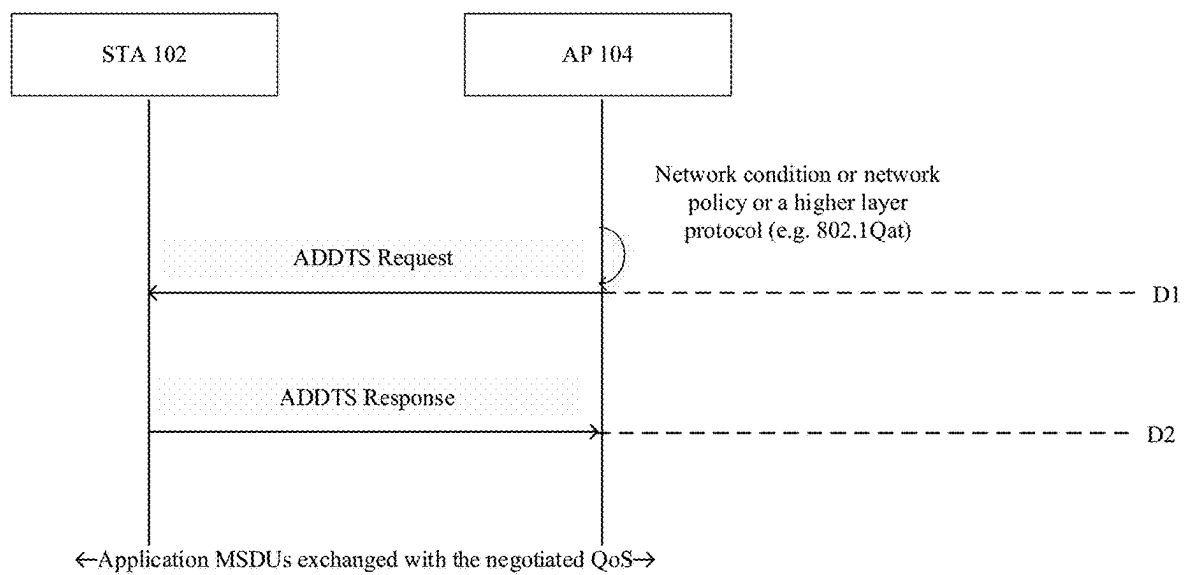 STA 102
AP 104
Network condition or network
policy or a higher layer
protocol (e.g. 802.1Qat)
ADDTS Request
D1
ADDTS Response
D2
←Application MSDUs exchanged with the negotiated QoS→